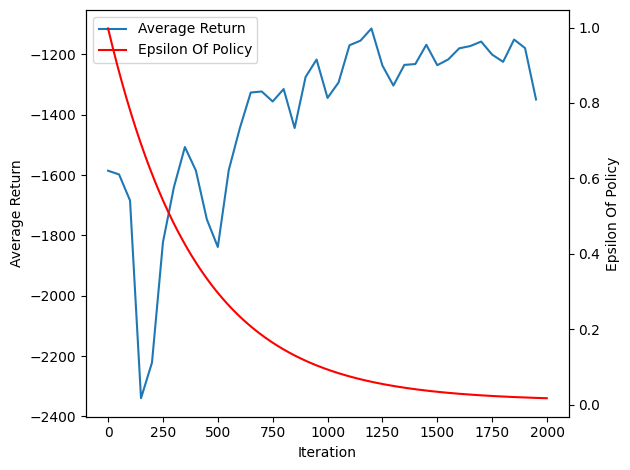 Average Return
Epsilon Of Policy
−1200
−1400
−1600
−1800
−2000
−2200
−2400
Average Return
1.0
0.8
0.6
0.4
0.2
0.0
Epsilon Of Policy
0 250 500 750 1000 1250 1500 1750 2000
Iteration